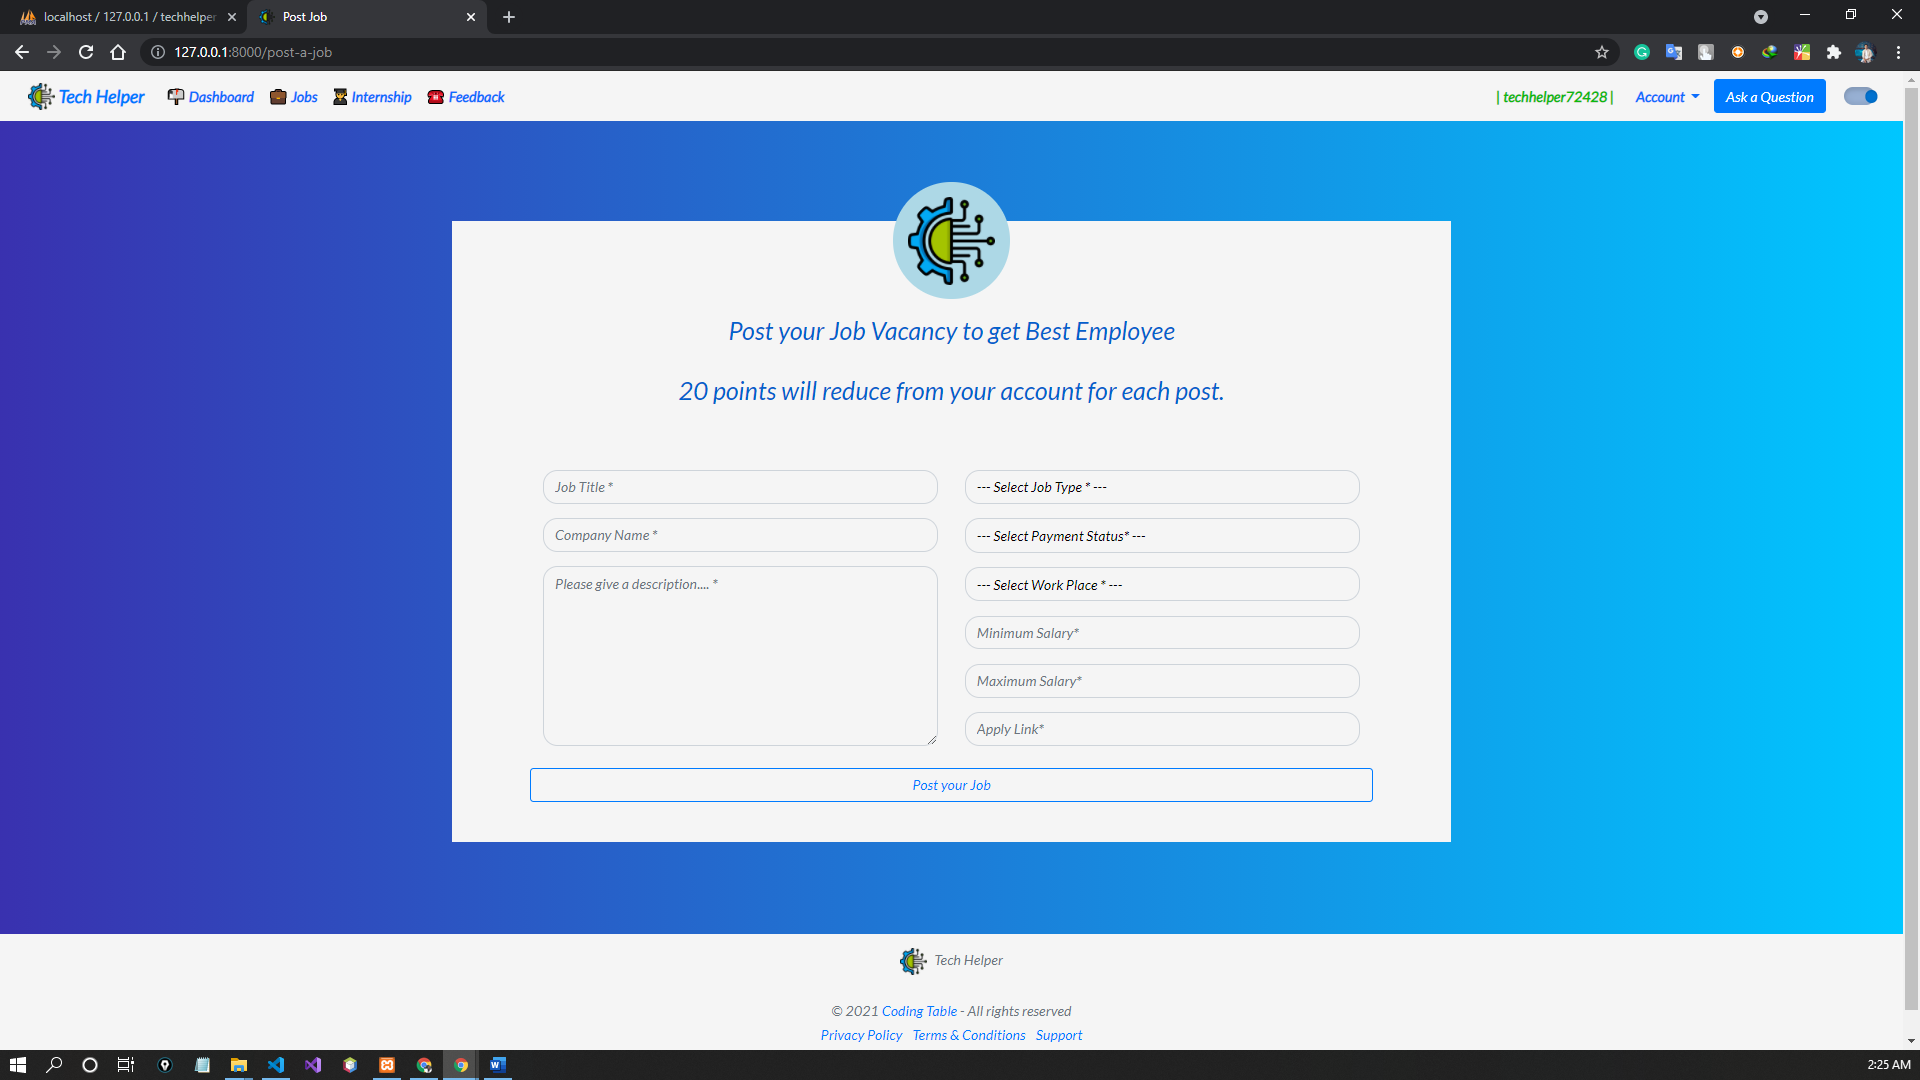 localhost / 127.0.0.1 / techhelper
Post Job
127.0.0.1:8000/post-a-job
Tech Helper
Dashboard
Jobs
Internship
Feedback
| techhelper72428 |
Account
Ask a Question
Post your Job Vacancy to get Best Employee
20 points will reduce from your account for each post.
Job Title *
--- Select Job Type * ---
Company Name *
--- Select Payment Status* ---
Please give a description.... *
--- Select Work Place * ---
Minimum Salary*
Maximum Salary*
Apply Link*
Post your Job
Tech Helper
© 2021 Coding Table - All rights reserved
Privacy Policy Terms & Conditions Support
2:25 AM